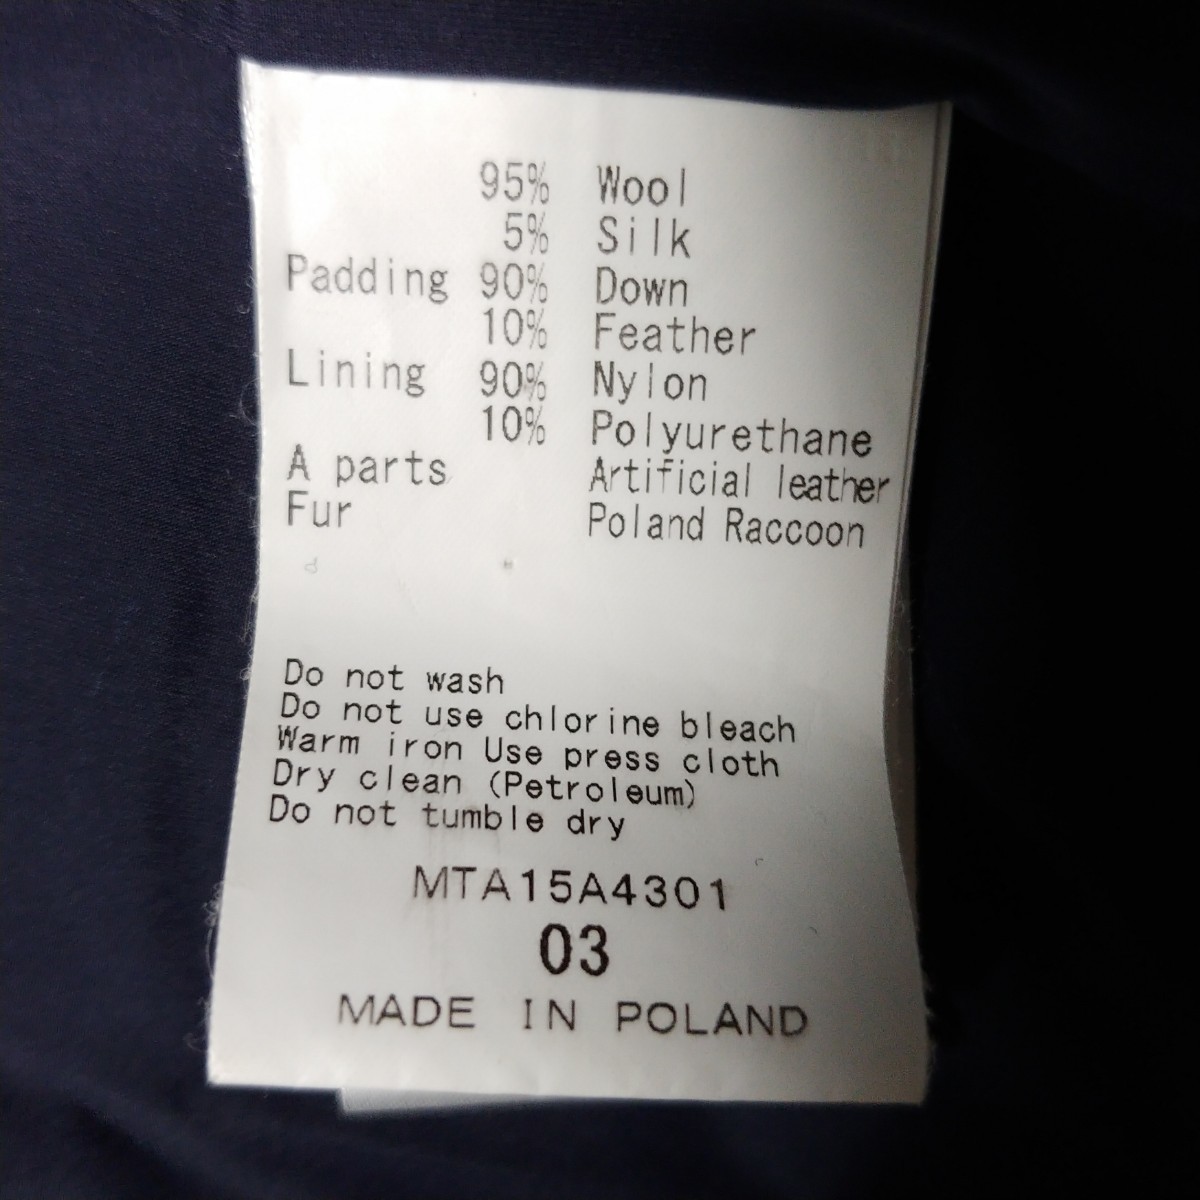 95% Wool
5% Silk
Padding 90% Down
10% Feather
Lining 90% Nylon
10% Polyurethane
A parts Artificial leather
Fur Poland Raccoon
Do not wash
Do not use chlorine bleach
Warm iron Use press cloth
Dry clean (Petroleum)
Do not tumble dry
MTA15A4301
03
MADE IN POLAND